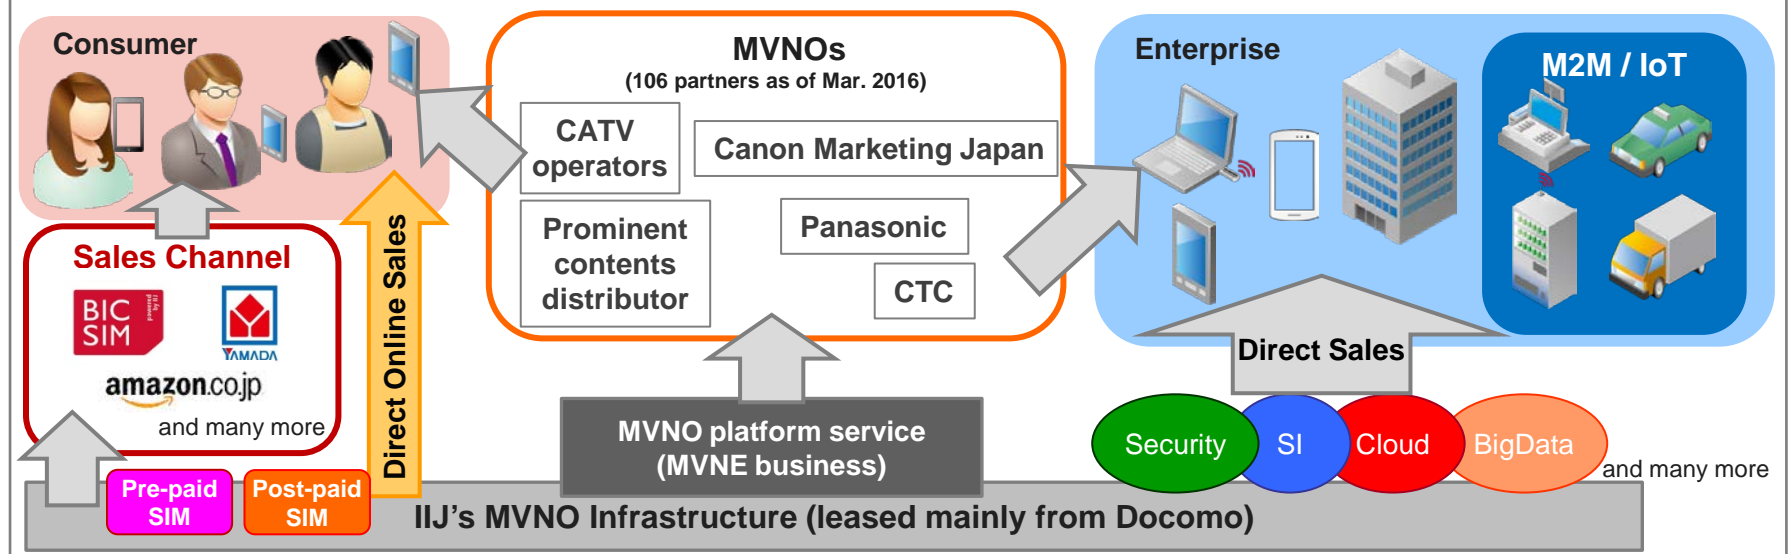 Consumer
MVNOs
(106 partners as of Mar. 2016)
CATV
operators
Canon Marketing Japan
Prominent
contents
distributor
Panasonic
CTC
Enterprise
M2M / IoT
Sales Channel
BIC
SIM
powered
by IIJ
YAMADA
amazon.co.jp
and many more
Direct Online Sales
Direct Sales
MVNO platform service
(MVNE business)
Security
SI
Cloud
BigData
and many more
Pre-paid
SIM
Post-paid
SIM
IIJ's MVNO Infrastructure (leased mainly from Docomo)